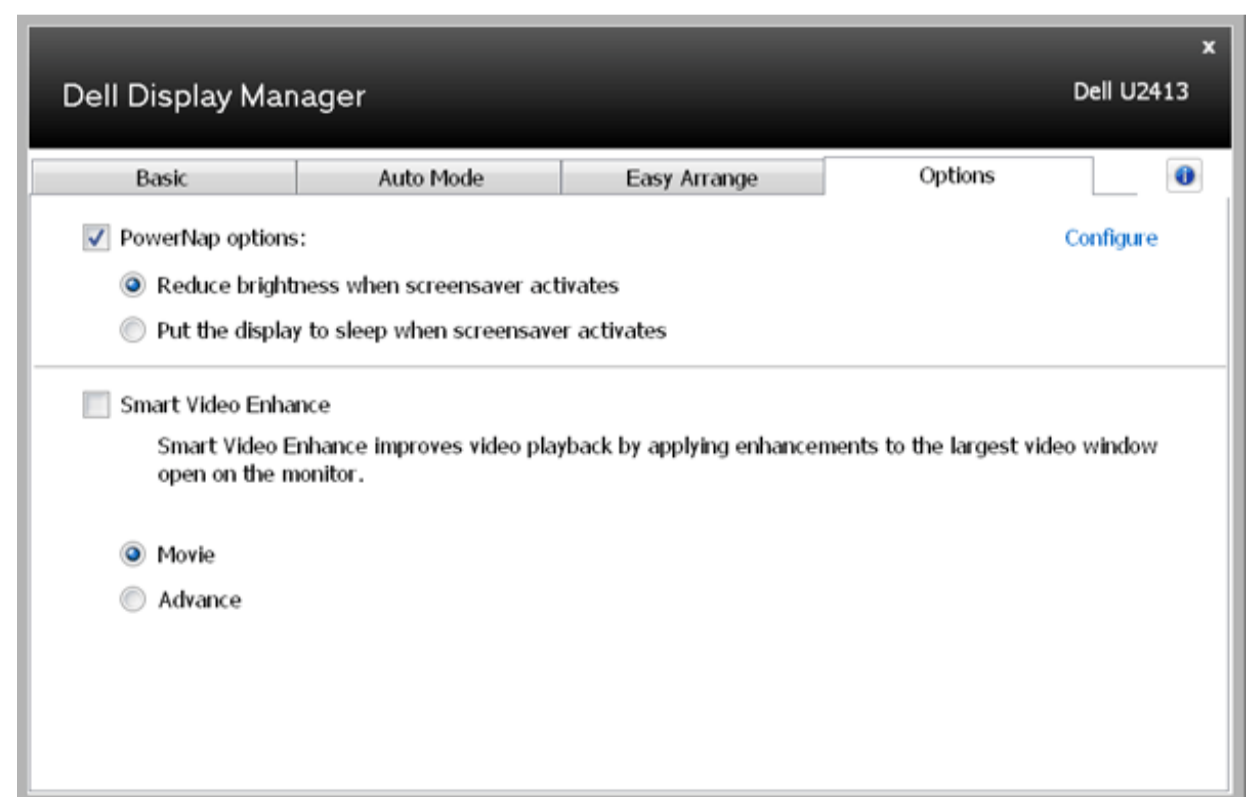 x
Dell Display Manager
Dell U2413
Basic
Auto Mode
Easy Arrange
Options
PowerNap options:
Configure
Reduce brightness when screensaver activates
Put the display to sleep when screensaver activates
Smart Video Enhance
Smart Video Enhance improves video playback by applying enhancements to the largest video window
open on the monitor.
Movie
Advance